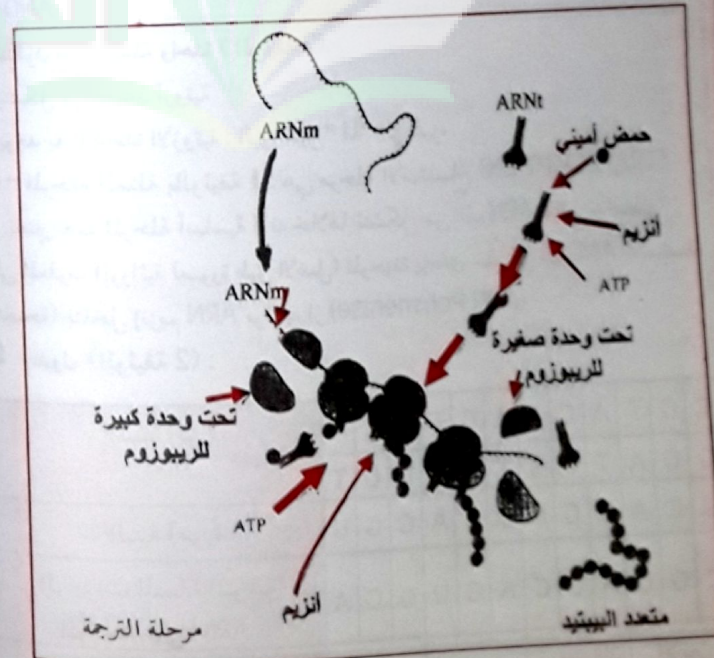 ARNt
حمض أميني
ARNm
أنزيم
ATP
ARNm
تحت وحدة صغيرة
للريبوزوم
تحت وحدة كبيرة
للريبوزوم
ATP
أنزيم
متعدد الببتيد
مرحلة الترجمة